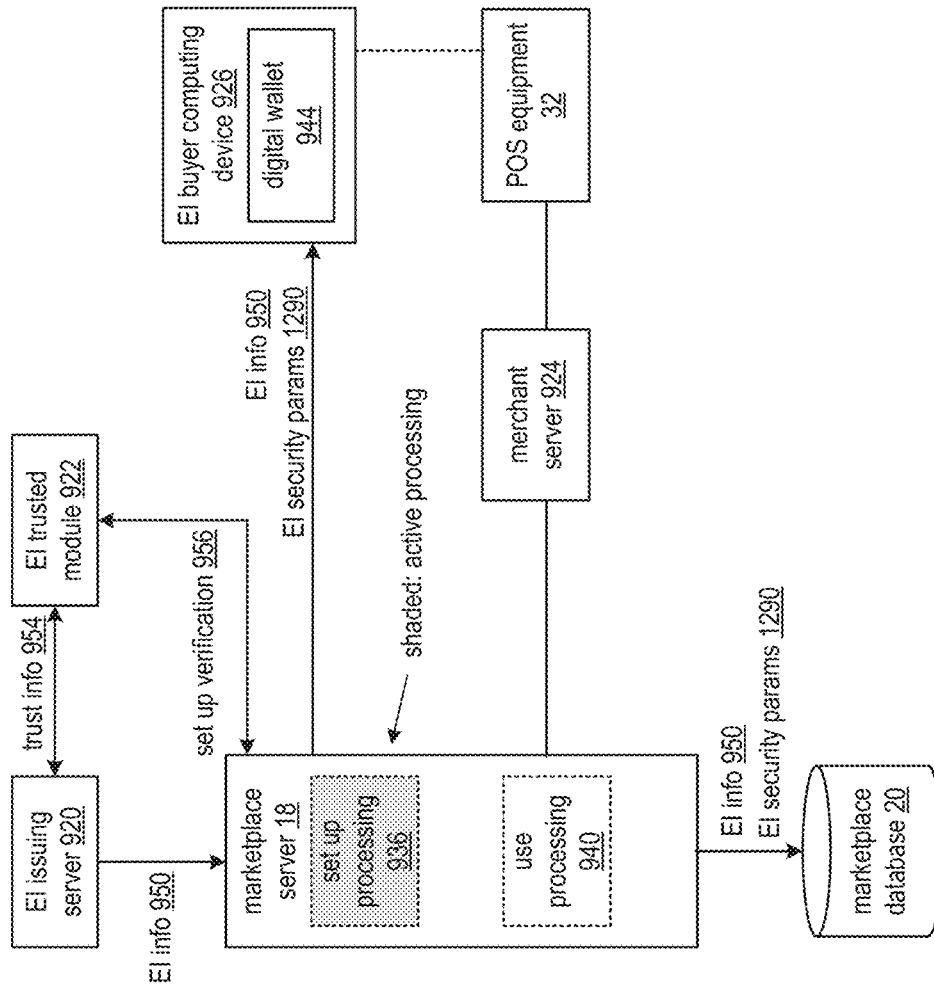 EI issuing
server 920
trust info 954
EI trusted
module 922
EI info 950
set up verification 956
marketplace
server 18
set up
processing
936
use
processing
940
shaded: active processing
EI info 950
EI security params 1290
EI buyer computing
device 926
digital wallet
944
merchant
server 924
POS equipment
32
EI info 950
EI security params 1290
marketplace
database 20